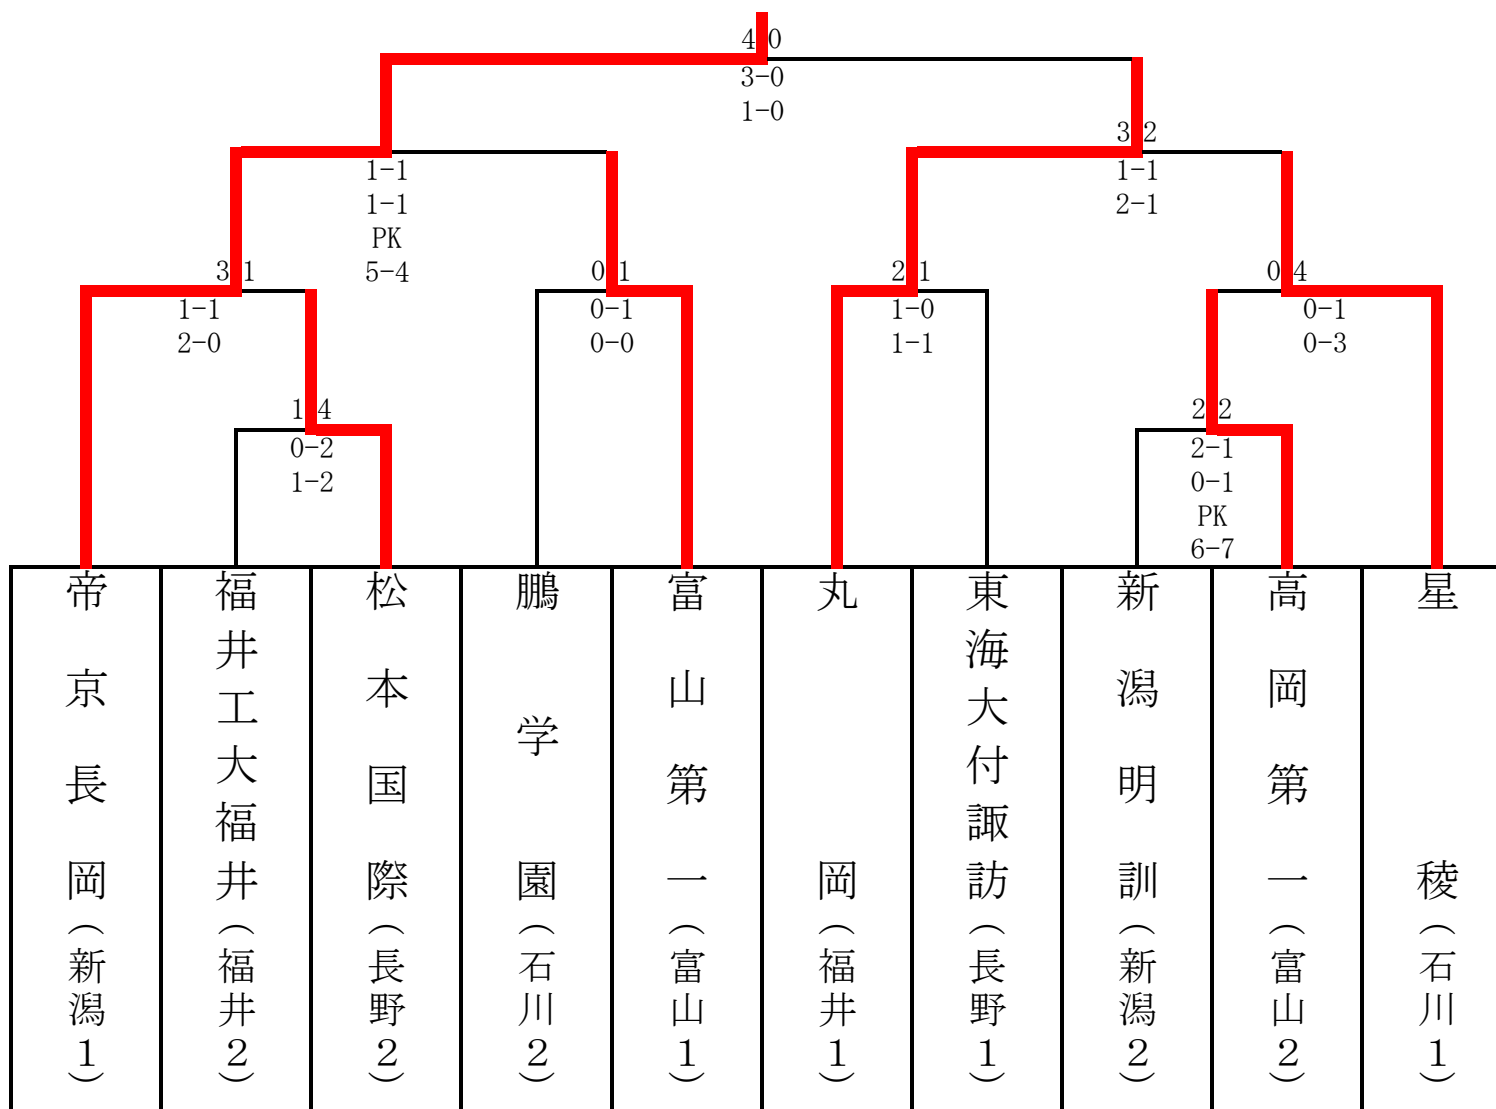 4 0
3-0
1-0
3 2
1-1
2-1
1-1
1-1
PK
5-4
3 1
1-1
2-0
0 1
0-1
0-0
2 1
1-0
1-1
0 4
0-1
0-3
1 4
0-2
1-2
2 2
2-1
0-1
PK
6-7
帝京長岡(新潟1)
福井工大福井(福井2)
松本国際(長野2)
鵬学園(石川2)
富山第一(富山1)
丸岡(福井1)
東海大付諏訪(長野1)
新潟明訓(新潟2)
高岡第一(富山2)
星稜(石川1)